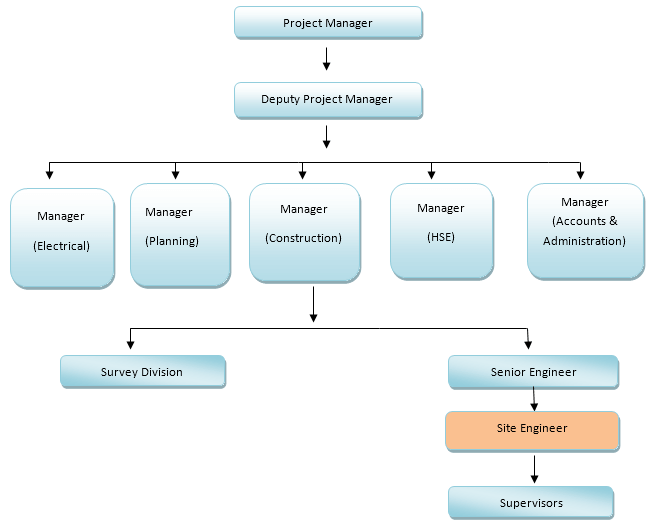 Project Manager
Deputy Project Manager
Manager
(Electrical)
Manager
(Planning)
Manager
(Construction)
Manager
(HSE)
Manager
(Accounts &
Administration)
Survey Division
Senior Engineer
Site Engineer
Supervisors